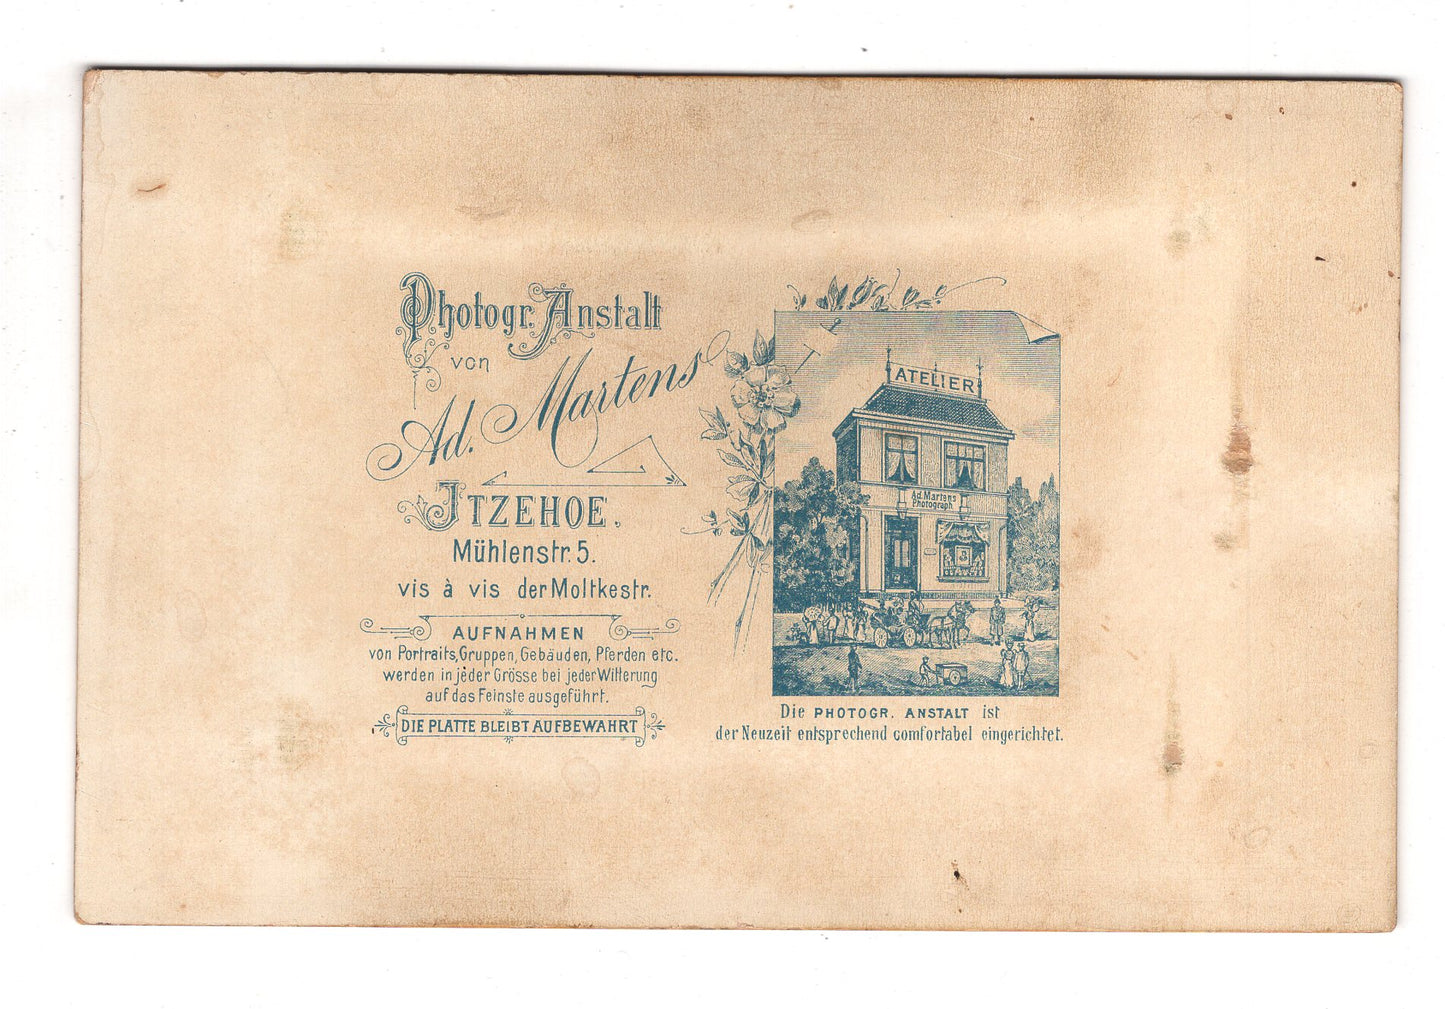 Photogr. Anstalt
von
Ad. Martens
ITZEHOE.
Mühlenstr. 5.
vis à vis der Moltkestr.
AUFNAHMEN
von Portraits, Gruppen, Gebäuden, Pferden etc.
werden in jeder Grösse bei jeder Witterung
auf das Feinste ausgeführt.
DIE PLATTE BLEIBT AUFBEWAHRT
ATELIER
Ad. Martens
Photograph
Die PHOTOGR. ANSTALT ist
der Neuzeit entsprechend comfortabel eingerichtet.